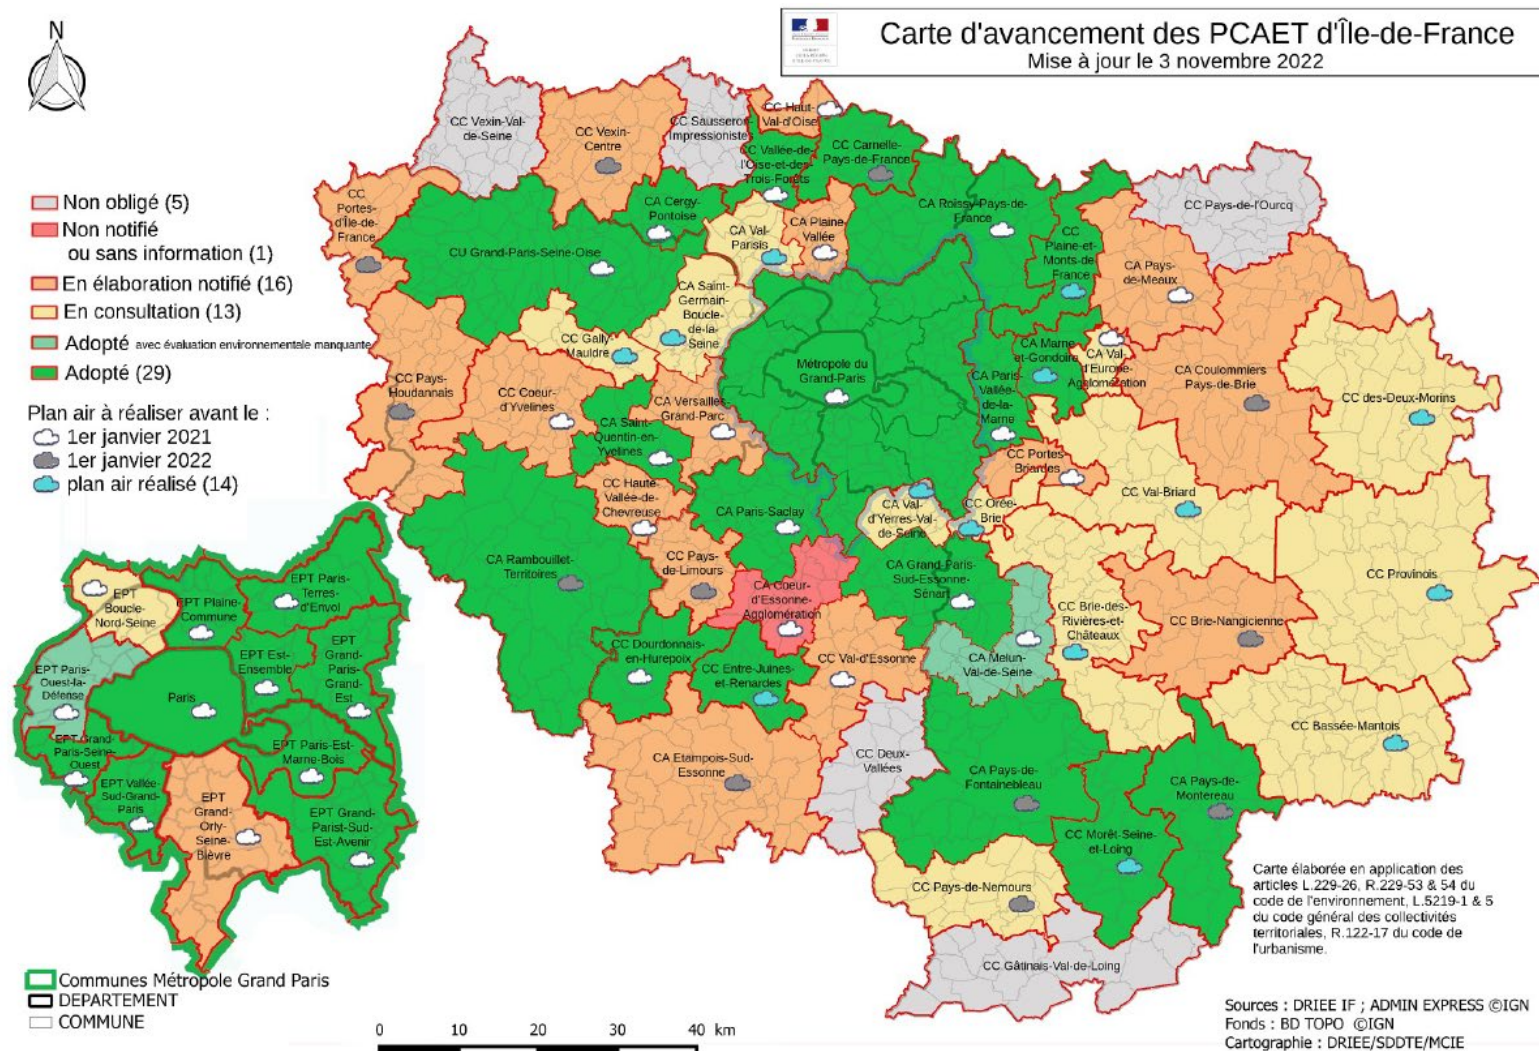 N
Carte d'avancement des PCAET d'Île-de-France
Mise à jour le 3 novembre 2022
Non obligé (5)
Non notifié
ou sans information (1)
En élaboration notifié (16)
En consultation (13)
Adopté avec évaluation environnementale manquante
Adopté (29)
Plan air à réaliser avant le :
1er janvier 2021
1er janvier 2022
plan air réalisé (14)
CC Vexin-Val-
de-Seine
CC Vexin-
Centre
CC Sausseron-
Impressionistes
CC Haut-
Val-d'Oise
CC Vallée-de-
l'Oise-et-des-
Trois-Forêts
CC Carnelle-
Pays-de-France
CC
Portes-
d'Île-de-
France
CA Cergy-
Pontoise
CU Grand-Paris-Seine-Oise
CA Val-
Parisis
CA Plaine-
Vallée
CA Roissy-Pays-de-
France
CC
Plaine-et-
Monts-de-
France
CC Pays-de-l'Ourcq
CA Pays-
de-Meaux
CA Saint-
Germain-
Boucle-
de-la-
Seine
CC Gally-
Mauldre
CC Pays-
Houdannais
CC Coeur-
d'Yvelines
CA Versailles-
Grand-Parc
CA Saint-
Quentin-en-
Yvelines
Métropole du
Grand-Paris
CA Paris-
Vallée-
de-la-
Marne
CA Marne-
et-Gondoire
CA Val-
d'Europe-
Agglomération
CA Coulommiers
Pays-de-Brie
CC des-Deux-Morins
CC Haute-
Vallée-de-
Chevreuse
CA Paris-Saclay
CA Val-
d'Yerres-Val-
de-Seine
CC Portes-
Briardes
CC Orée-
Brie
CC Val-Briard
CA Rambouillet-
Territoires
CC Pays-
de-Limours
CA Coeur-
d'Essonne-
Agglomération
CA Grand-Paris-
Sud-Essonne-
Sénart
CC Provinois
CC Brie-des-
Rivières-et-
Châteaux
CC Brie-Nangicienne
CC Dourdonnais-
en-Hurepoix
CC Entre-Juines-
et-Renardes
CC Val-d'Essonne
CA Melun-
Val-de-Seine
CC Bassée-Montois
CA Etampois-Sud-
Essonne
CC Deux-
Vallées
CA Pays-de-
Fontainebleau
CA Pays-de-
Montereau
CC Morêt-Seine-
et-Loing
CC Pays-de-Nemours
CC Gâtinais-Val-de-Loing
EPT
Boucle-
Nord-Seine
EPT Plaine-
Commune
EPT Paris-
Terres-
d'Envol
EPT Paris-
Ouest-la-
Défense
EPT Est-
Ensemble
EPT
Grand-
Paris-
Grand-
Est
Paris
EPT Grand-
Paris-Seine-
Ouest
EPT Paris-Est-
Marne-Bois
EPT Vallée-
Sud-Grand-
Paris
EPT
Grand-
Orly-
Seine-
Bièvre
EPT Grand-
Parist-Sud-
Est-Avenir
Communes Métropole Grand Paris
DEPARTEMENT
COMMUNE
0 10 20 30 40 km
Carte élaborée en application des
articles L.229-26, R.229-53 & 54 du
code de l'environnement, L.5219-1 & 5
du code général des collectivités
territoriales, R.122-17 du code de
l'urbanisme.
Sources : DRIEE IF ; ADMIN EXPRESS ©IGN
Fonds : BD TOPO ©IGN
Cartographie : DRIEE/SDDTE/MCIE